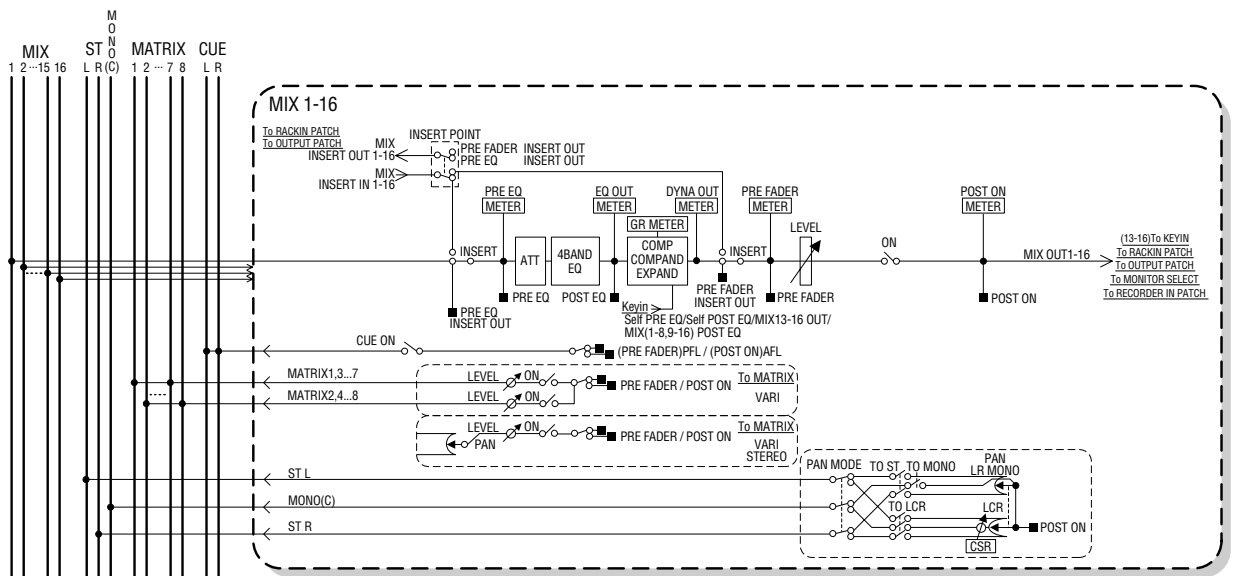 MONO(C)
MIX ST MATRIX CUE
1 2···15 16 L R 1 2 ··· 7 8 L R
MIX 1-16
To RACKIN PATCH
To OUTPUT PATCH
INSERT POINT
MIX
INSERT OUT 1-16
PRE FADER INSERT OUT
PRE EQ INSERT OUT
MIX
INSERT IN 1-16
PRE EQ
METER
EQ OUT
METER
DYNA OUT
METER
PRE FADER
METER
POST ON
METER
GR METER
LEVEL
INSERT
ATT
4BAND
EQ
COMP
COMPAND
EXPAND
INSERT
ON
MIX OUT1-16
(13-16)To KEYIN
To RACKIN PATCH
To OUTPUT PATCH
To MONITOR SELECT
To RECORDER IN PATCH
PRE EQ
INSERT OUT
PRE EQ
POST EQ
PRE FADER
INSERT OUT
PRE FADER
POST ON
Keyin
Self PRE EQ/Self POST EQ/MIX13-16 OUT/
MIX(1-8,9-16) POST EQ
CUE ON
(PRE FADER)PFL / (POST ON)AFL
MATRIX1,3...7
LEVEL
ON
PRE FADER / POST ON
To MATRIX
VARI
MATRIX2,4...8
LEVEL
ON
LEVEL
ON
PAN
PRE FADER / POST ON
To MATRIX
VARI
STEREO
ST L
MONO(C)
ST R
PAN MODE
TO ST
TO MONO
PAN
LR MONO
TO LCR
LCR
CSR
POST ON